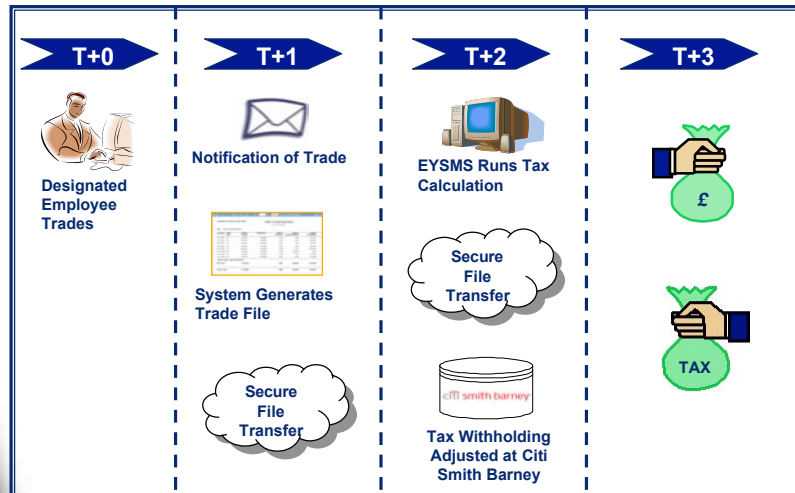 T+0
T+1
T+2
T+3
Designated
Employee
Trades
Notification of Trade
System Generates
Trade File
Secure
File
Transfer
EYSMS Runs Tax
Calculation
Secure
File
Transfer
citi smith barney
Tax Withholding
Adjusted at Citi
Smith Barney
£
TAX